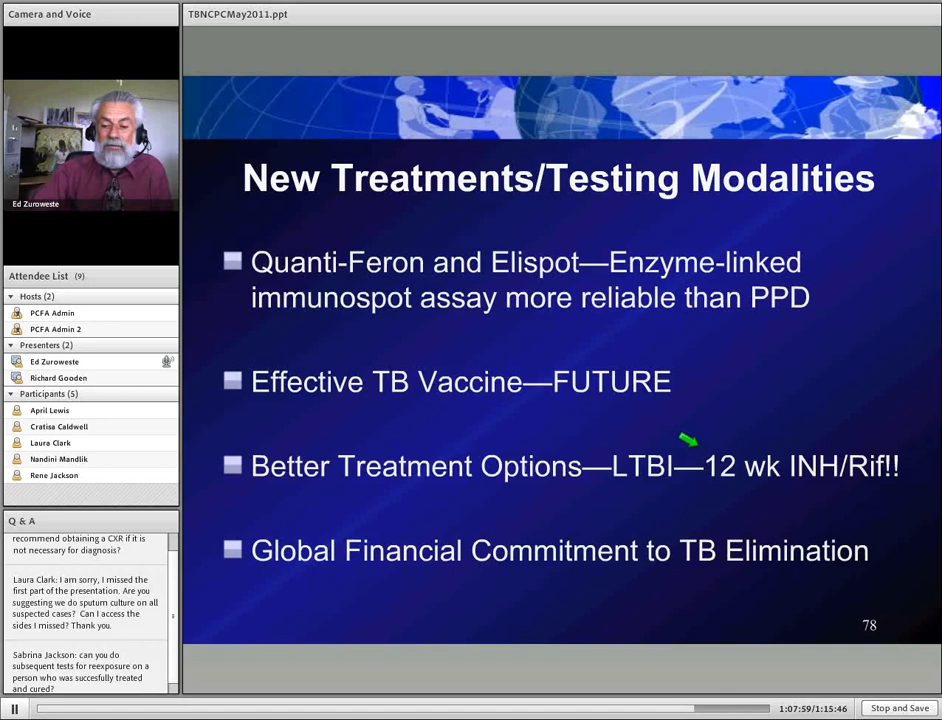 Camera and Voice
Ed Zuroweste
Attendee List (9)
Hosts (2)
PCFA Admin
PCFA Admin 2
Presenters (2)
Ed Zuroweste
Richard Gooden
Participants (5)
April Lewis
Cratisa Caldwell
Laura Clark
Nandini Mandlik
Rene Jackson
Q & A
recommend obtaining a CXR if it is
not necessary for diagnosis?
Laura Clark: I am sorry, I missed the
first part of the presentation. Are you
suggesting we do sputum culture on all
suspected cases? Can I access the
sides I missed? Thank you.
Sabrina Jackson: can you do
subsequent tests for reexposure on a
person who was succesfully treated
and cured?
TBNCPCMay2011.ppt
New Treatments/Testing Modalities
Quanti-Feron and Elispot—Enzyme-linked
immunospot assay more reliable than PPD
Effective TB Vaccine—FUTURE
Better Treatment Options—LTBI—12 wk INH/Rif!!
Global Financial Commitment to TB Elimination
78
1:07:59/1:15:46
Stop and Save